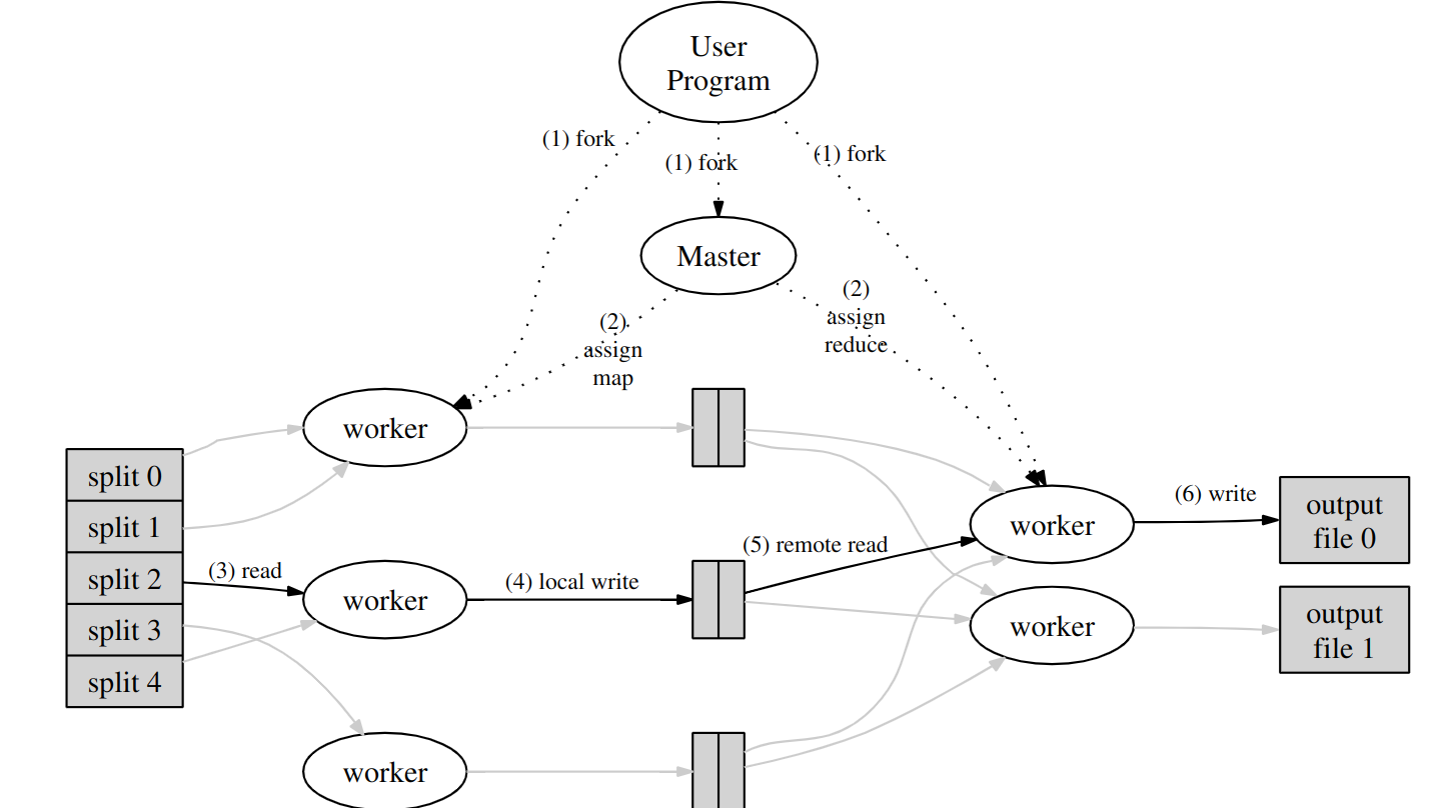 User
Program
(1) fork
(1) fork
(1) fork
Master
(2)
assign
map
(2)
assign
reduce
worker
split 0
split 1
split 2
split 3
split 4
(3) read
worker
(4) local write
worker
(5) remote read
worker
(6) write
output
file 0
worker
output
file 1